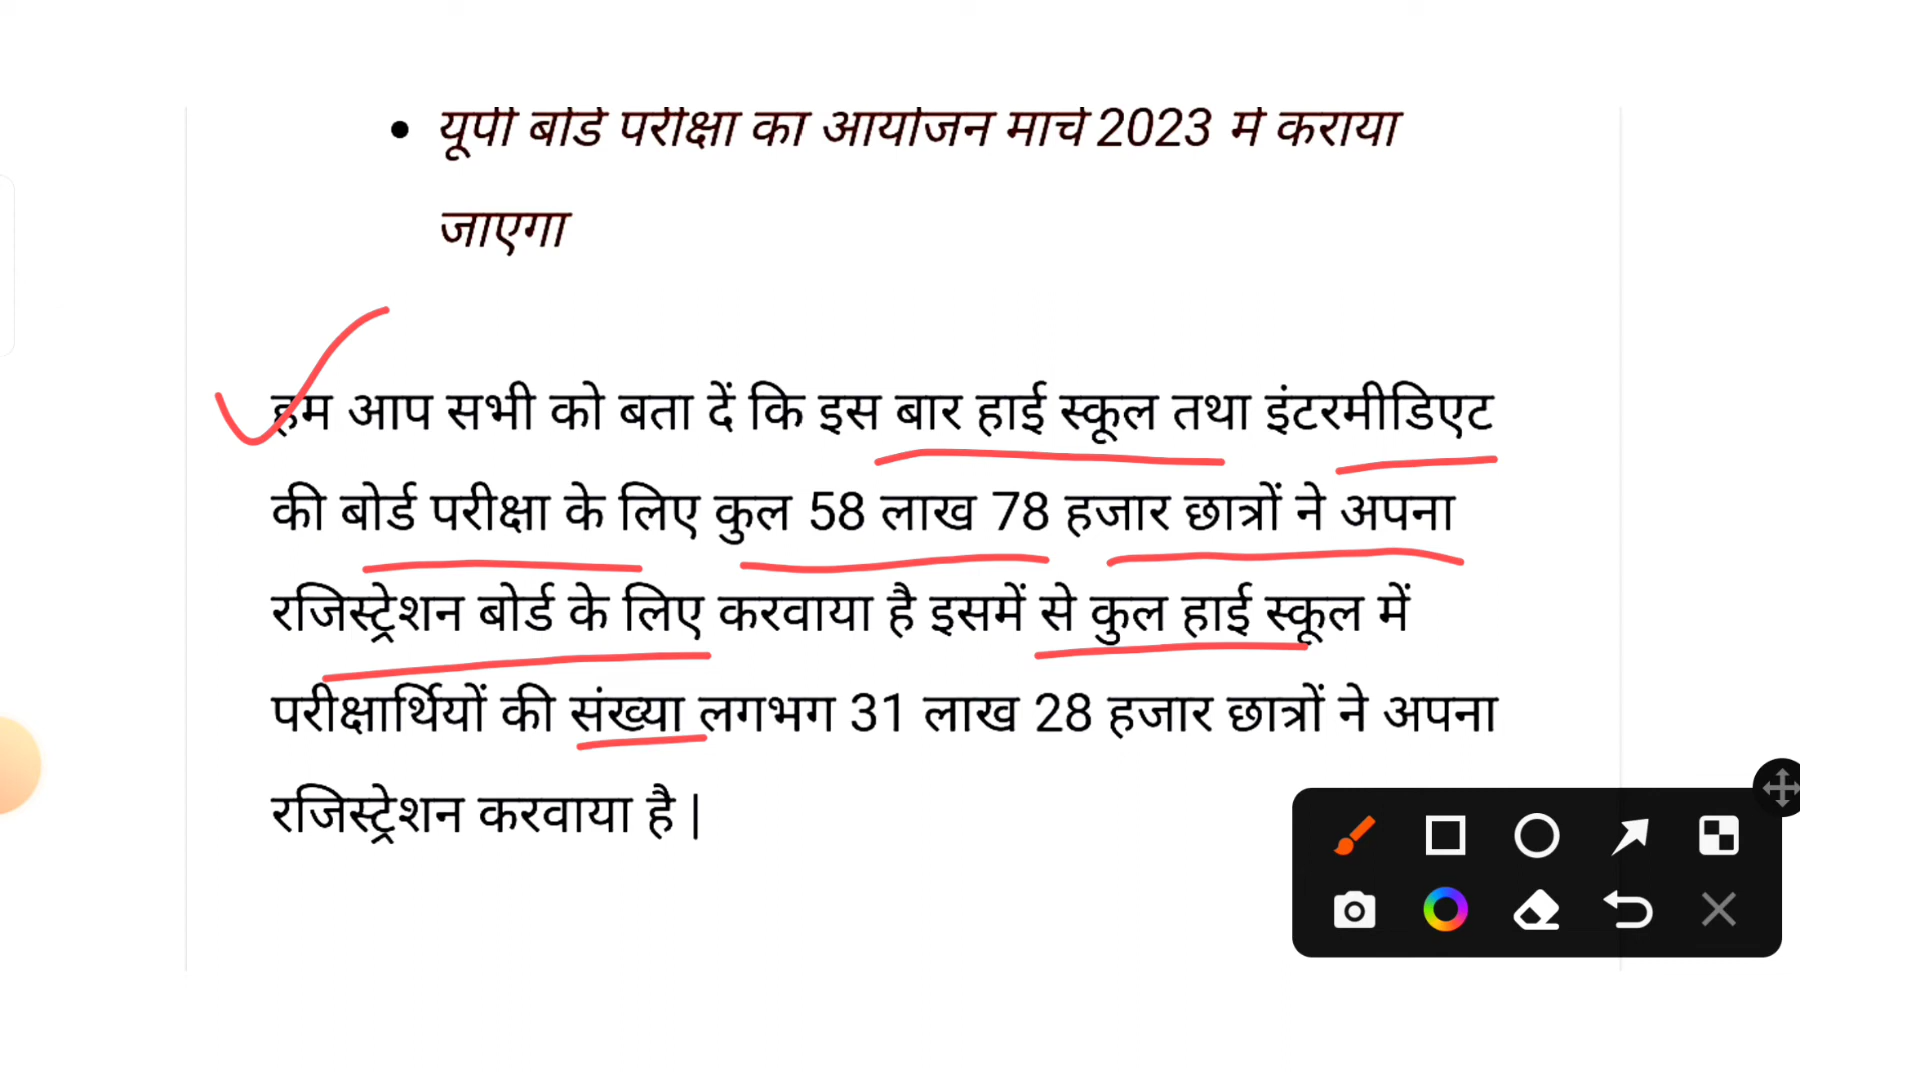 • यूपी बोर्ड परीक्षा का आयोजन मार्च 2023 में कराया
जाएगा
हम आप सभी को बता दें कि इस बार हाई स्कूल तथा इंटरमीडिएट
की बोर्ड परीक्षा के लिए कुल 58 लाख 78 हजार छात्रों ने अपना
रजिस्ट्रेशन बोर्ड के लिए करवाया है इसमें से कुल हाई स्कूल में
परीक्षार्थियों की संख्या लगभग 31 लाख 28 हजार छात्रों ने अपना
रजिस्ट्रेशन करवाया है |